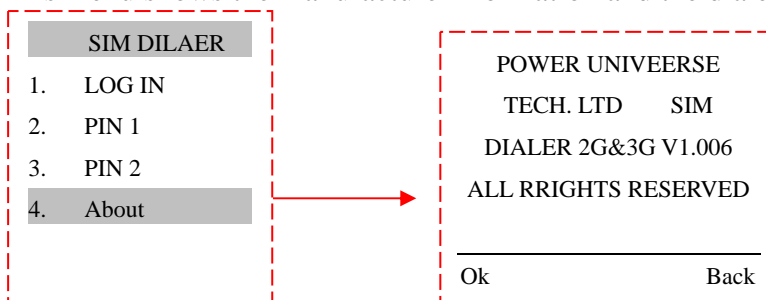 SIM DILAER
1. LOG IN
2. PIN 1
3. PIN 2
4. About
POWER UNIVEERSE
TECH. LTD SIM
DIALER 2G&3G V1.006
ALL RRIGHTS RESERVED
Ok Back